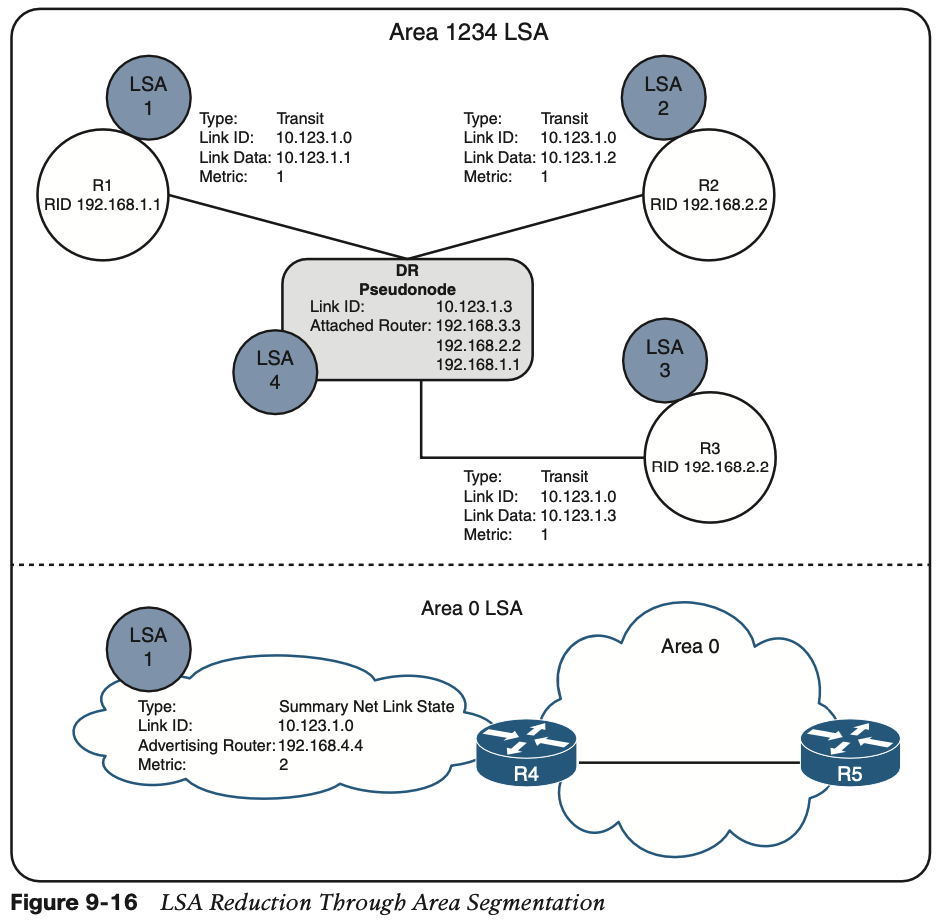 Area 1234 LSA
LSA
1
Type: Transit
Link ID: 10.123.1.0
Link Data: 10.123.1.1
Metric: 1
R1
RID 192.168.1.1
LSA
2
Type: Transit
Link ID: 10.123.1.0
Link Data: 10.123.1.2
Metric: 1
R2
RID 192.168.2.2
DR
Pseudonode
Link ID: 10.123.1.3
Attached Router: 192.168.3.3
192.168.2.2
192.168.1.1
LSA
4
LSA
3
R3
RID 192.168.2.2
Type: Transit
Link ID: 10.123.1.0
Link Data: 10.123.1.3
Metric: 1
Area 0 LSA
LSA
1
Type: Summary Net Link State
Link ID: 10.123.1.0
Advertising Router: 192.168.4.4
Metric: 2
Area 0
R4
R5
Figure 9-16 LSA Reduction Through Area Segmentation